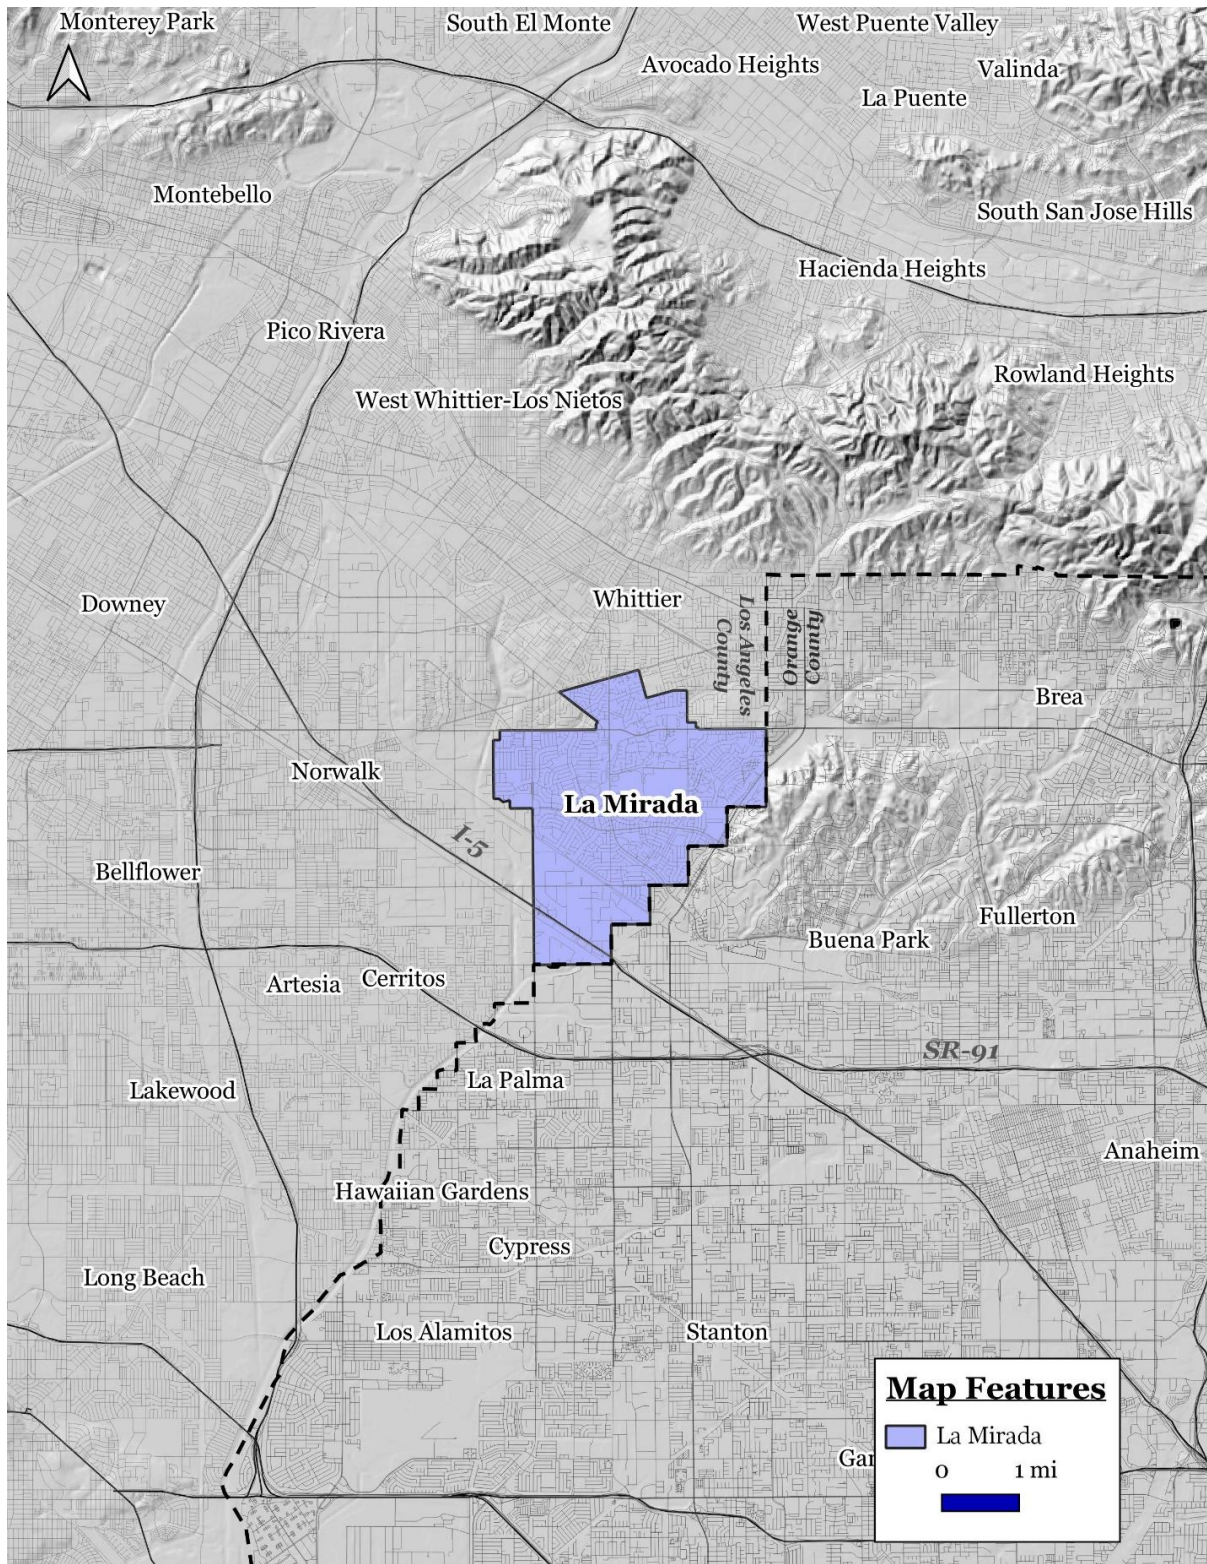 Monterey Park
South El Monte
West Puente Valley
Avocado Heights
Valinda
La Puente
Montebello
South San Jose Hills
Hacienda Heights
Pico Rivera
Rowland Heights
West Whittier-Los Nietos
Downey
Whittier
Los Angeles
County
Orange
County
Brea
Norwalk
La Mirada
I-5
Bellflower
Fullerton
Buena Park
Artesia
Cerritos
SR-91
La Palma
Lakewood
Anaheim
Hawaiian Gardens
Cypress
Long Beach
Los Alamitos
Stanton
Map Features
La Mirada
0 1 mi